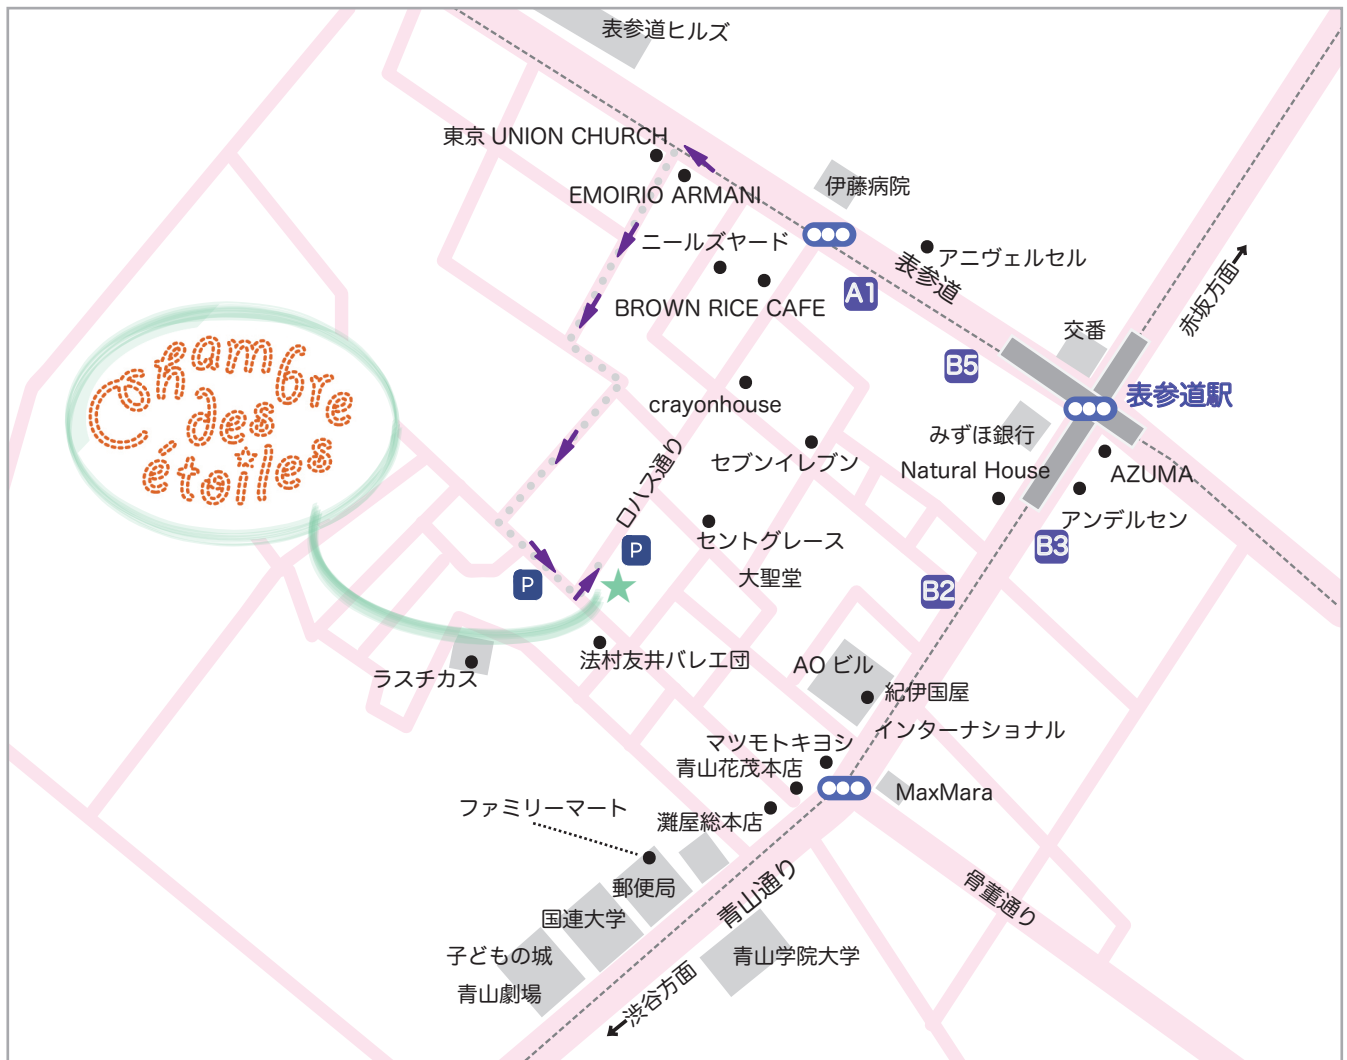 表参道ヒルズ
東京 UNION CHURCH
EMOIRIO ARMANI
伊藤病院
ニールズヤード
アニヴェルセル
表参道
BROWN RICE CAFE
A1
赤坂方面
交番
B5
表参道駅
crayonhouse
みずほ銀行
セブンイレブン
Natural House
AZUMA
ロハス通り
アンデルセン
Chambre
des
étoiles
セントグレース
大聖堂
B3
P
P
B2
法村友井バレエ団
AO ビル
ラスチカス
紀伊国屋
インターナショナル
マツモトキヨシ
青山花茂本店
MaxMara
ファミリーマート
灘屋総本店
郵便局
青山通り
骨董通り
国連大学
子どもの城
青山劇場
青山学院大学
渋谷方面